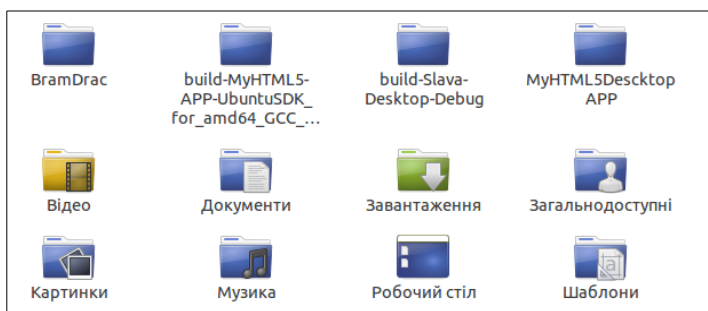 BramDrac
build-MyHTML5-
APP-UbuntuSDK_
for_amd64_GCC_...
build-Slava-
Desktop-Debug
MyHTML5Descktop
APP
Відео
Документи
Завантаження
Загальнодоступні
Картинки
Музика
Робочий стіл
Шаблони